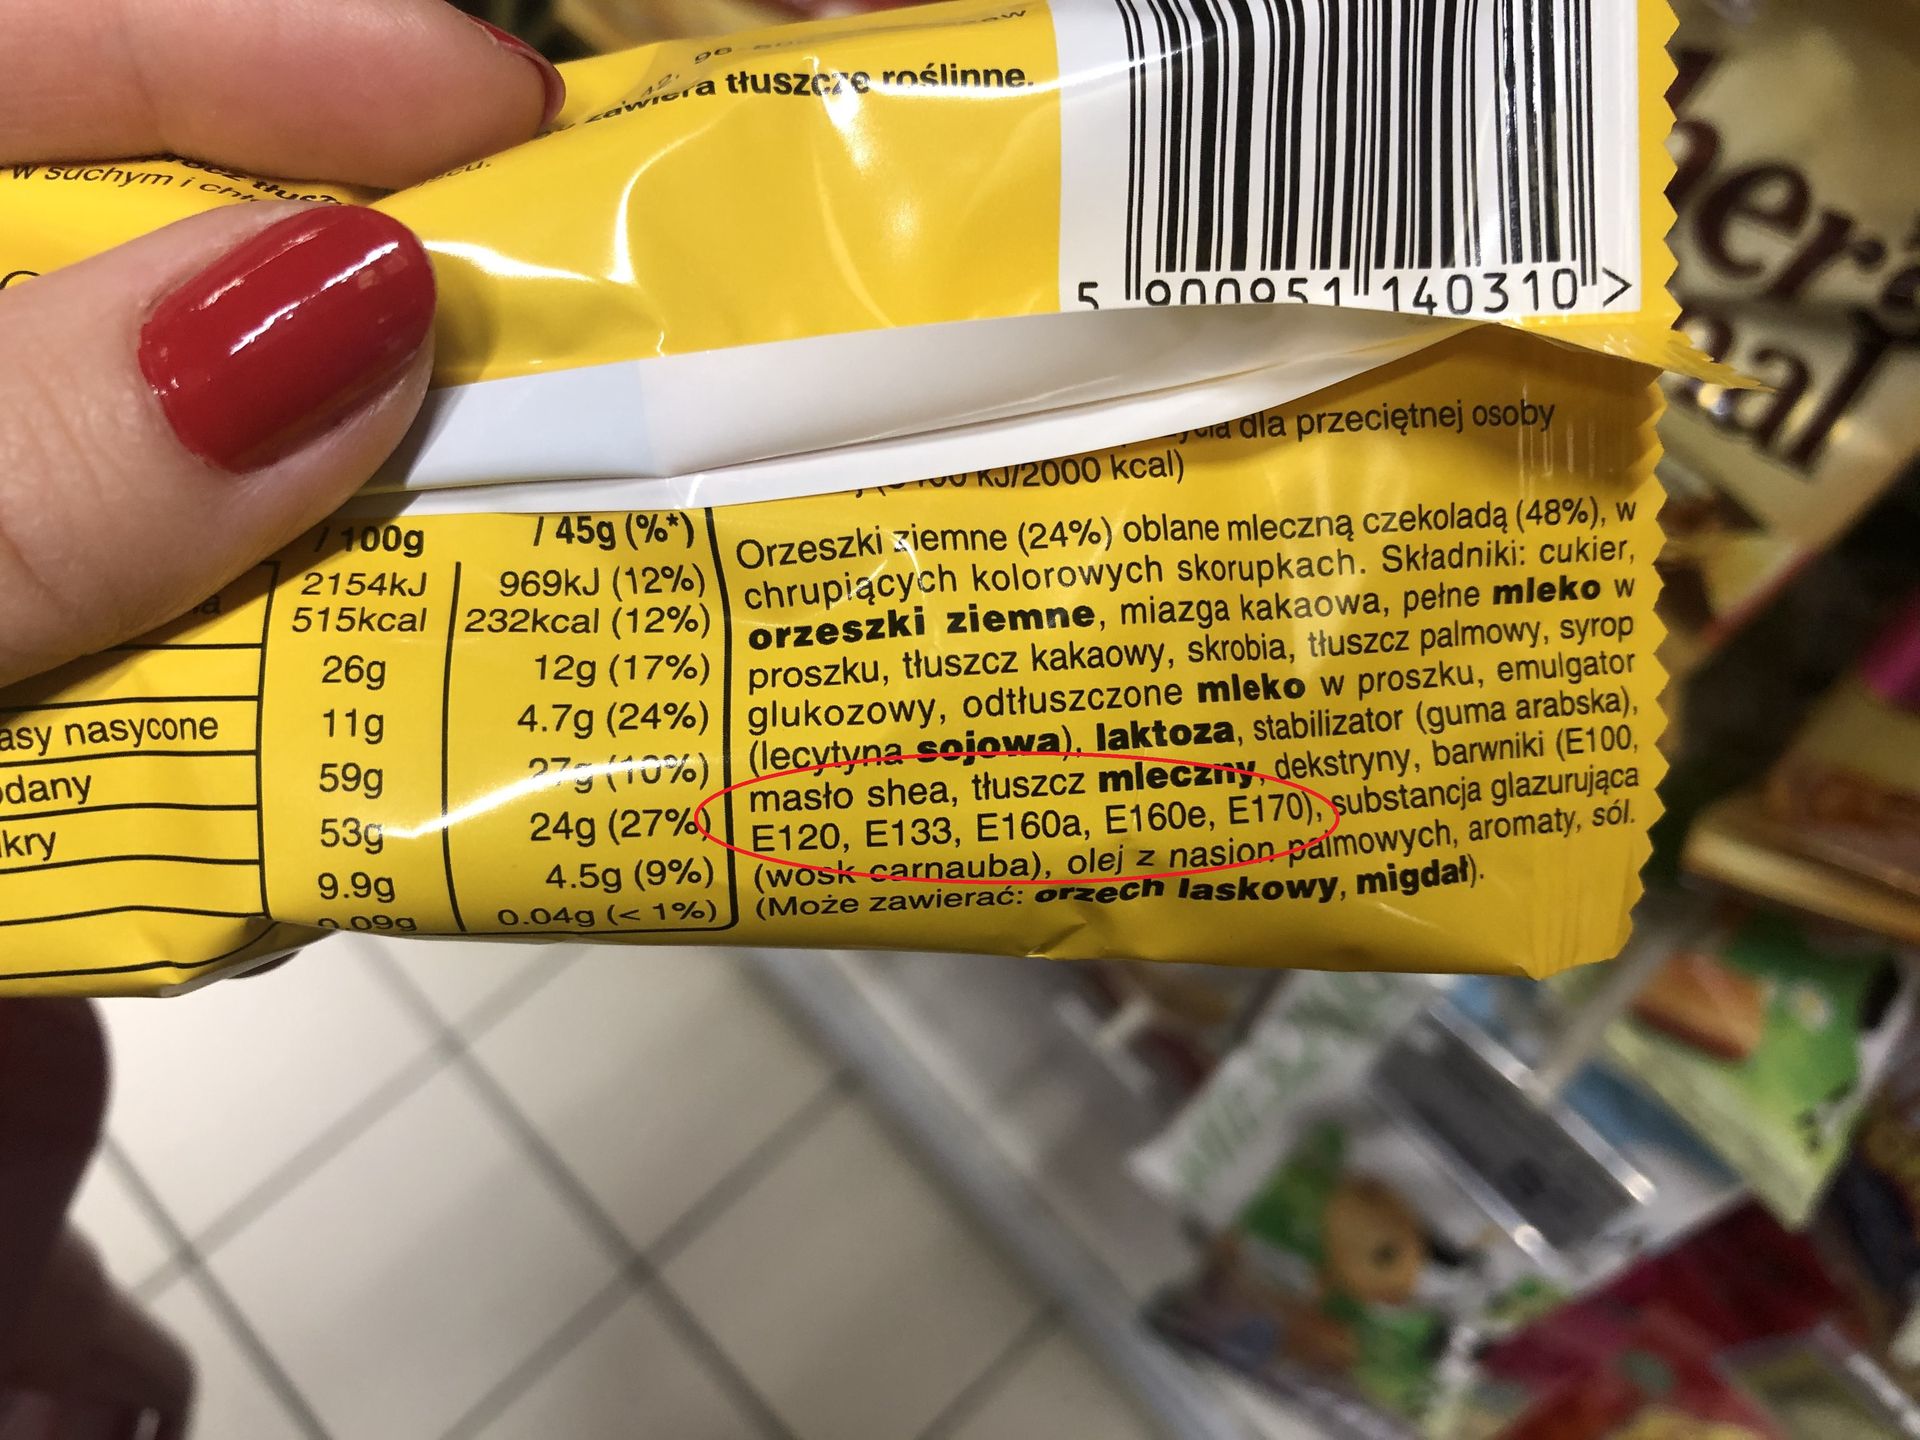 zawiera tłuszcze roślinne.
w suchym i
5 900951 140310 >
dla przeciętnej osoby
kJ/2000 kcal)
/ 100g / 45g (%*)
2154kJ 969kJ (12%)
515kcal 232kcal (12%)
26g 12g (17%)
asy nasycone 11g 4.7g (24%)
59g 27g (10%)
53g 24g (27%)
9.9g 4.5g (9%)
0.09g 0.04g (< 1%)
Orzeszki ziemne (24%) oblane mleczną czekoladą (48%), w
chrupiących kolorowych skorupkach. Składniki: cukier,
orzeszki ziemne, miazga kakaowa, pełne mleko w
proszku, tłuszcz kakaowy, skrobia, tłuszcz palmowy, syrop
glukozowy, odtłuszczone mleko w proszku, emulgator
(lecytyna sojowa), laktoza, stabilizator (guma arabska),
masło shea, tłuszcz mleczny, dekstryny, barwniki (E100,
E120, E133, E160a, E160e, E170), substancja glazurująca
(wosk carnauba), olej z nasion palmowych, aromaty, sól.
(Może zawierać: orzech laskowy, migdał).